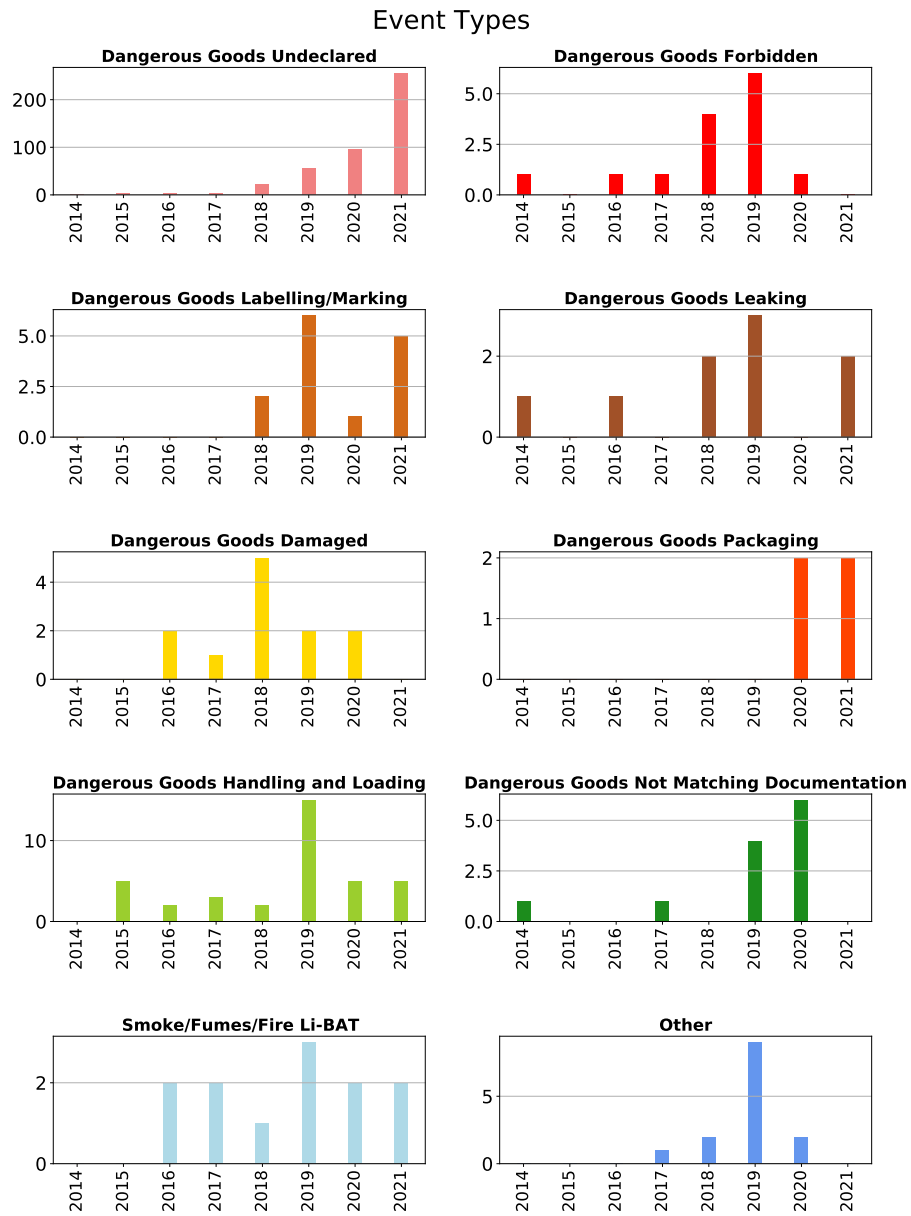 Event Types
Dangerous Goods Undeclared
200
100
0
2014 2015 2016 2017 2018 2019 2020 2021
Dangerous Goods Forbidden
5.0
2.5
0.0
2014 2015 2016 2017 2018 2019 2020 2021
Dangerous Goods Labelling/Marking
5.0
2.5
0.0
2014 2015 2016 2017 2018 2019 2020 2021
Dangerous Goods Leaking
2
0
2014 2015 2016 2017 2018 2019 2020 2021
Dangerous Goods Damaged
4
2
0
2014 2015 2016 2017 2018 2019 2020 2021
Dangerous Goods Packaging
2
1
0
2014 2015 2016 2017 2018 2019 2020 2021
Dangerous Goods Handling and Loading
10
0
2014 2015 2016 2017 2018 2019 2020 2021
Dangerous Goods Not Matching Documentation
5.0
2.5
0.0
2014 2015 2016 2017 2018 2019 2020 2021
Smoke/Fumes/Fire Li-BAT
2
0
2014 2015 2016 2017 2018 2019 2020 2021
Other
5
0
2014 2015 2016 2017 2018 2019 2020 2021